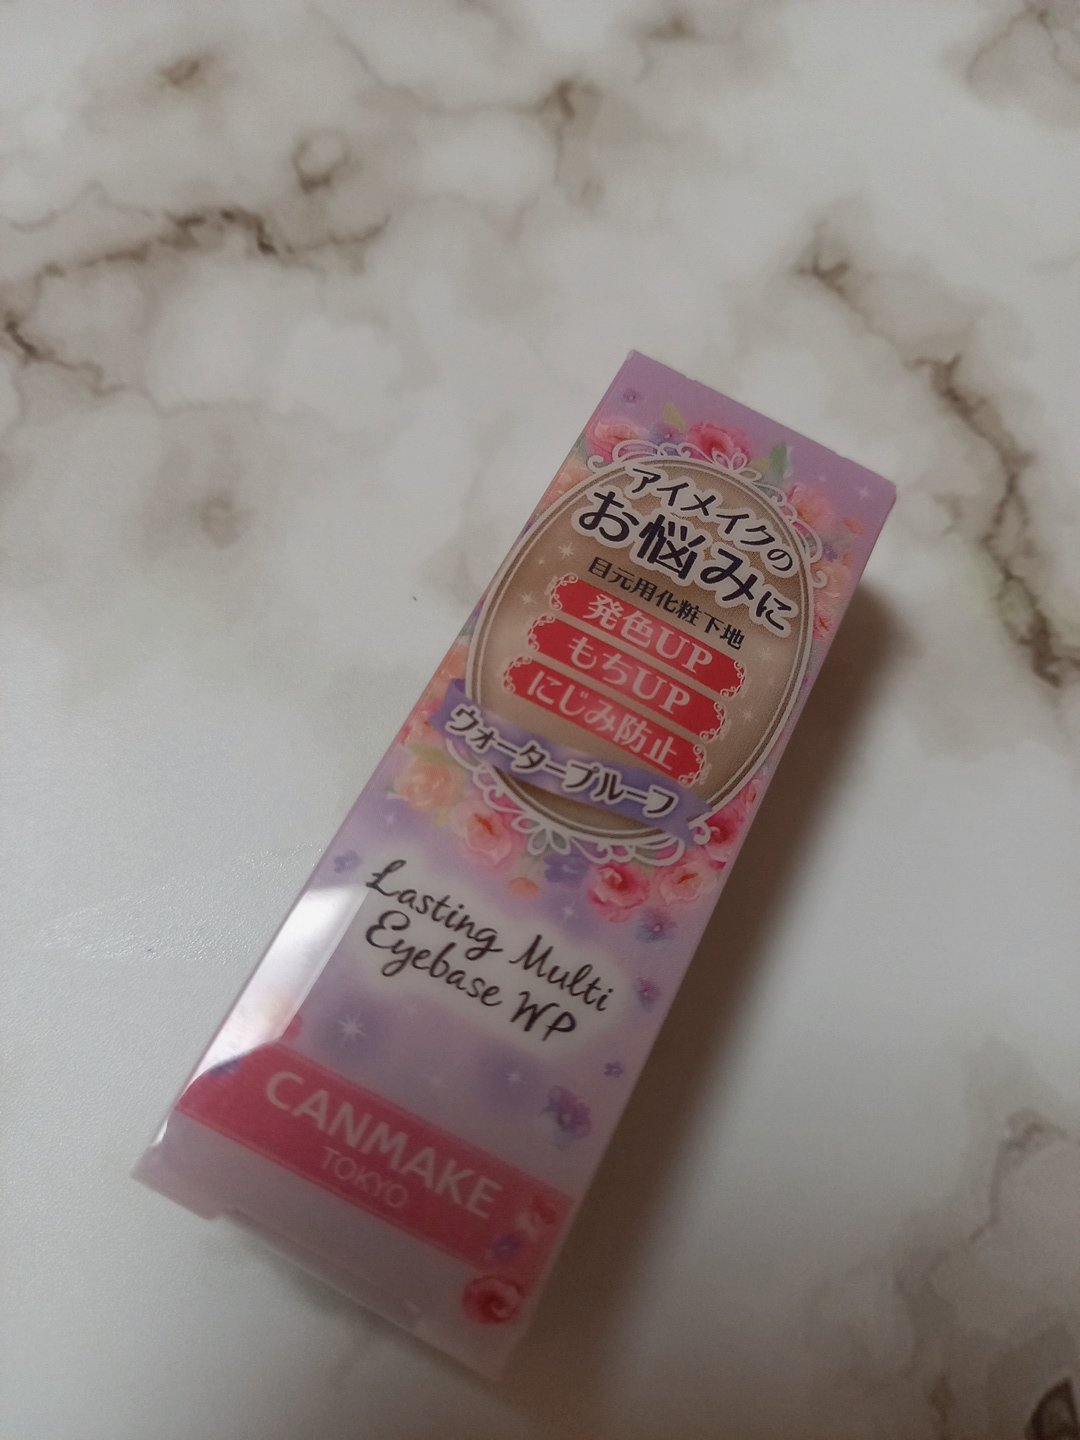 アイメイクの
お悩みに
目元用化粧下地
発色UP
もちUP
にじみ防止
ウォータープルーフ
Lasting Multi
Eyebase WP
CANMAKE
TOKYO